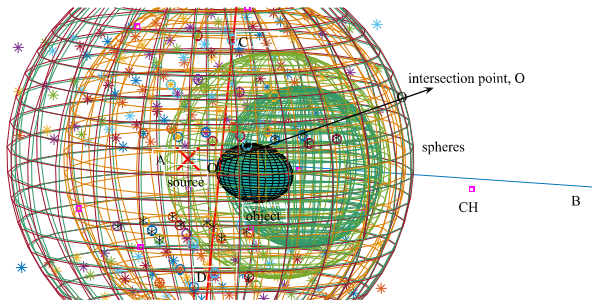 C
intersection point, O
O
D
E
spheres
A
O
source
CH
B
object
D